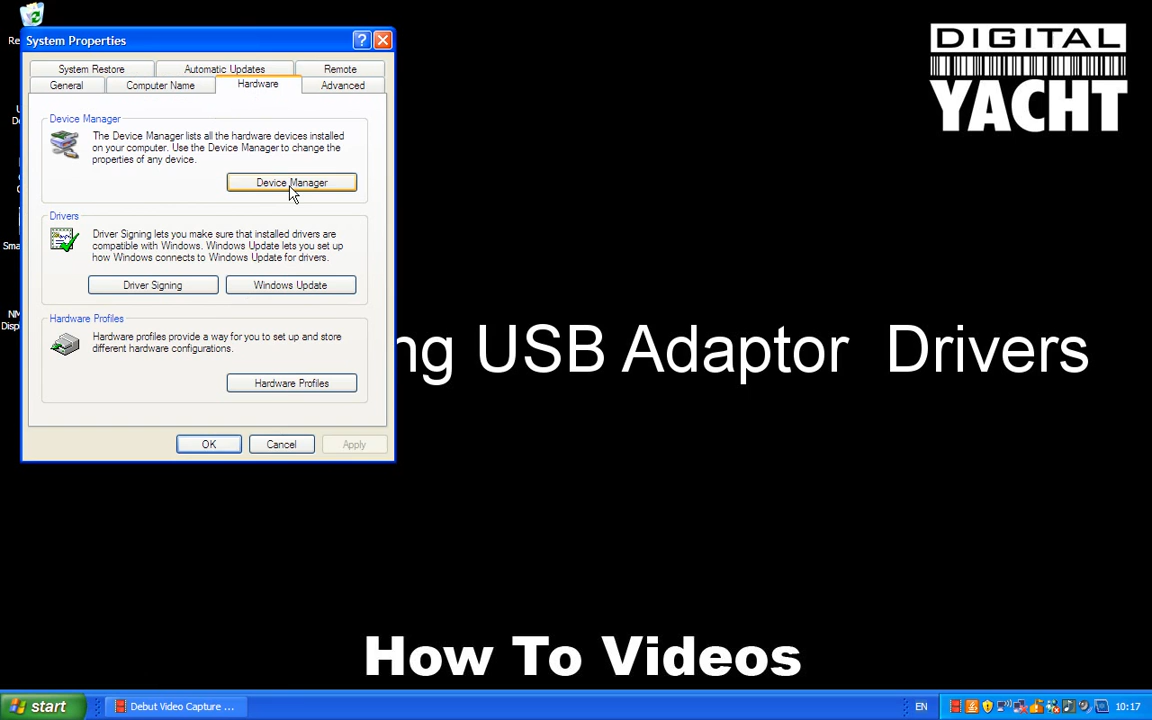 System Properties
System Restore
Automatic Updates
Remote
General
Computer Name
Hardware
Advanced
Device Manager
The Device Manager lists all the hardware devices installed
on your computer. Use the Device Manager to change the
properties of any device.
Device Manager
Drivers
Driver Signing lets you make sure that installed drivers are
compatible with Windows. Windows Update lets you set up
how Windows connects to Windows Update for drivers.
Driver Signing
Windows Update
Hardware Profiles
Hardware profiles provide a way for you to set up and store
different hardware configurations.
Hardware Profiles
OK
Cancel
Apply
DIGITAL
YACHT
ng USB Adaptor Drivers
How To Videos
start
Debut Video Capture ...
EN
10:17